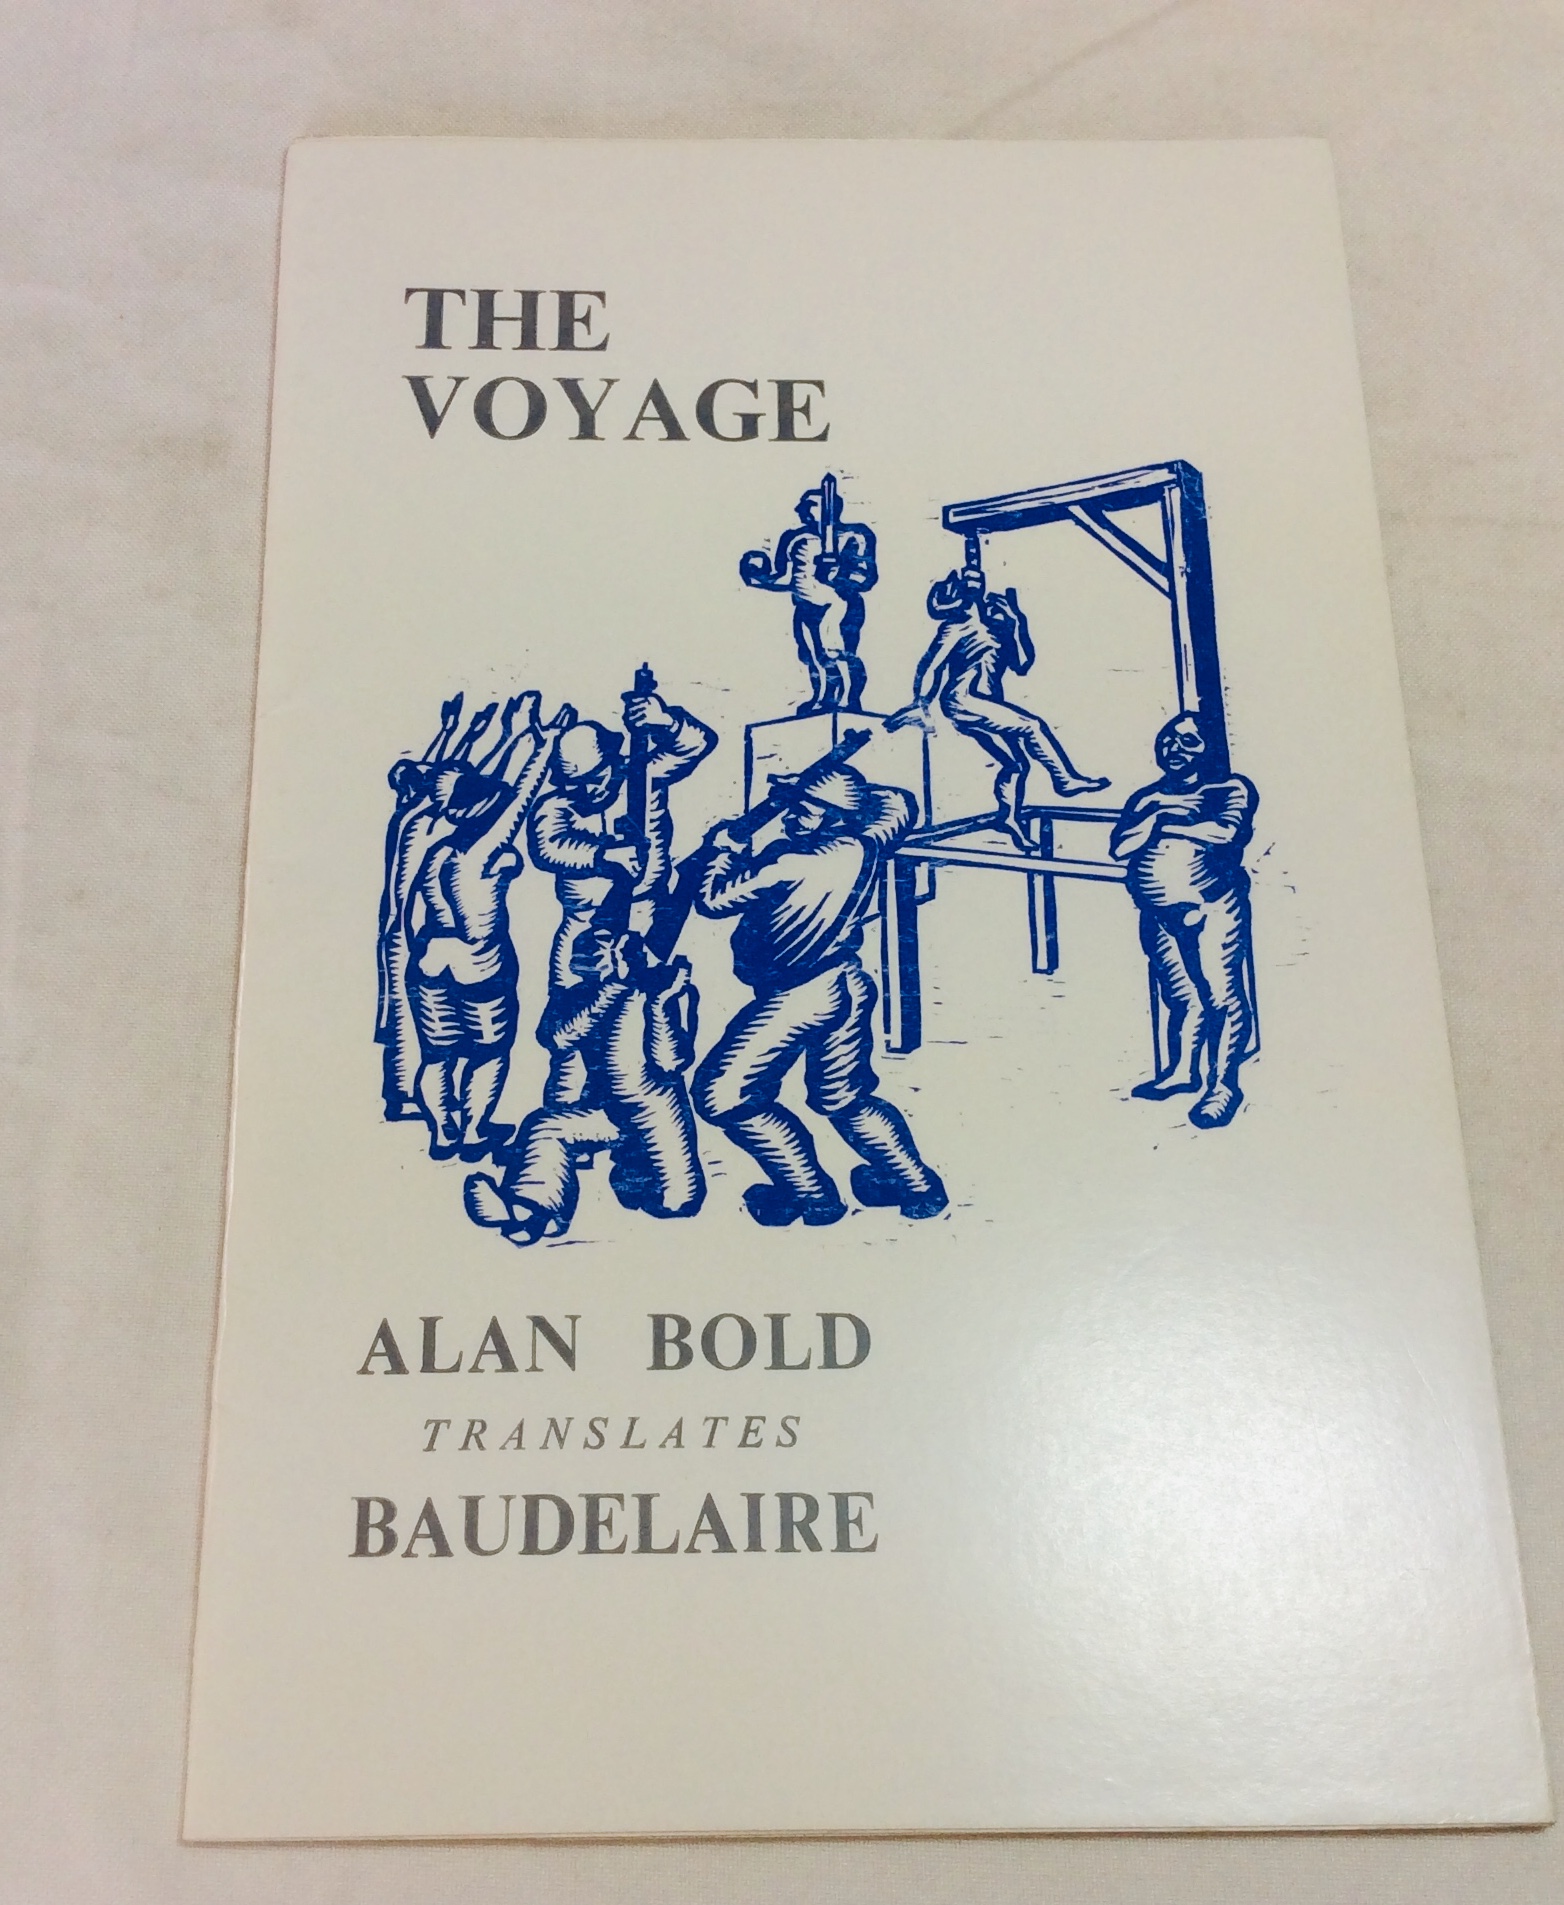 THE
VOYAGE
ALAN BOLD
TRANSLATES
BAUDELAIRE